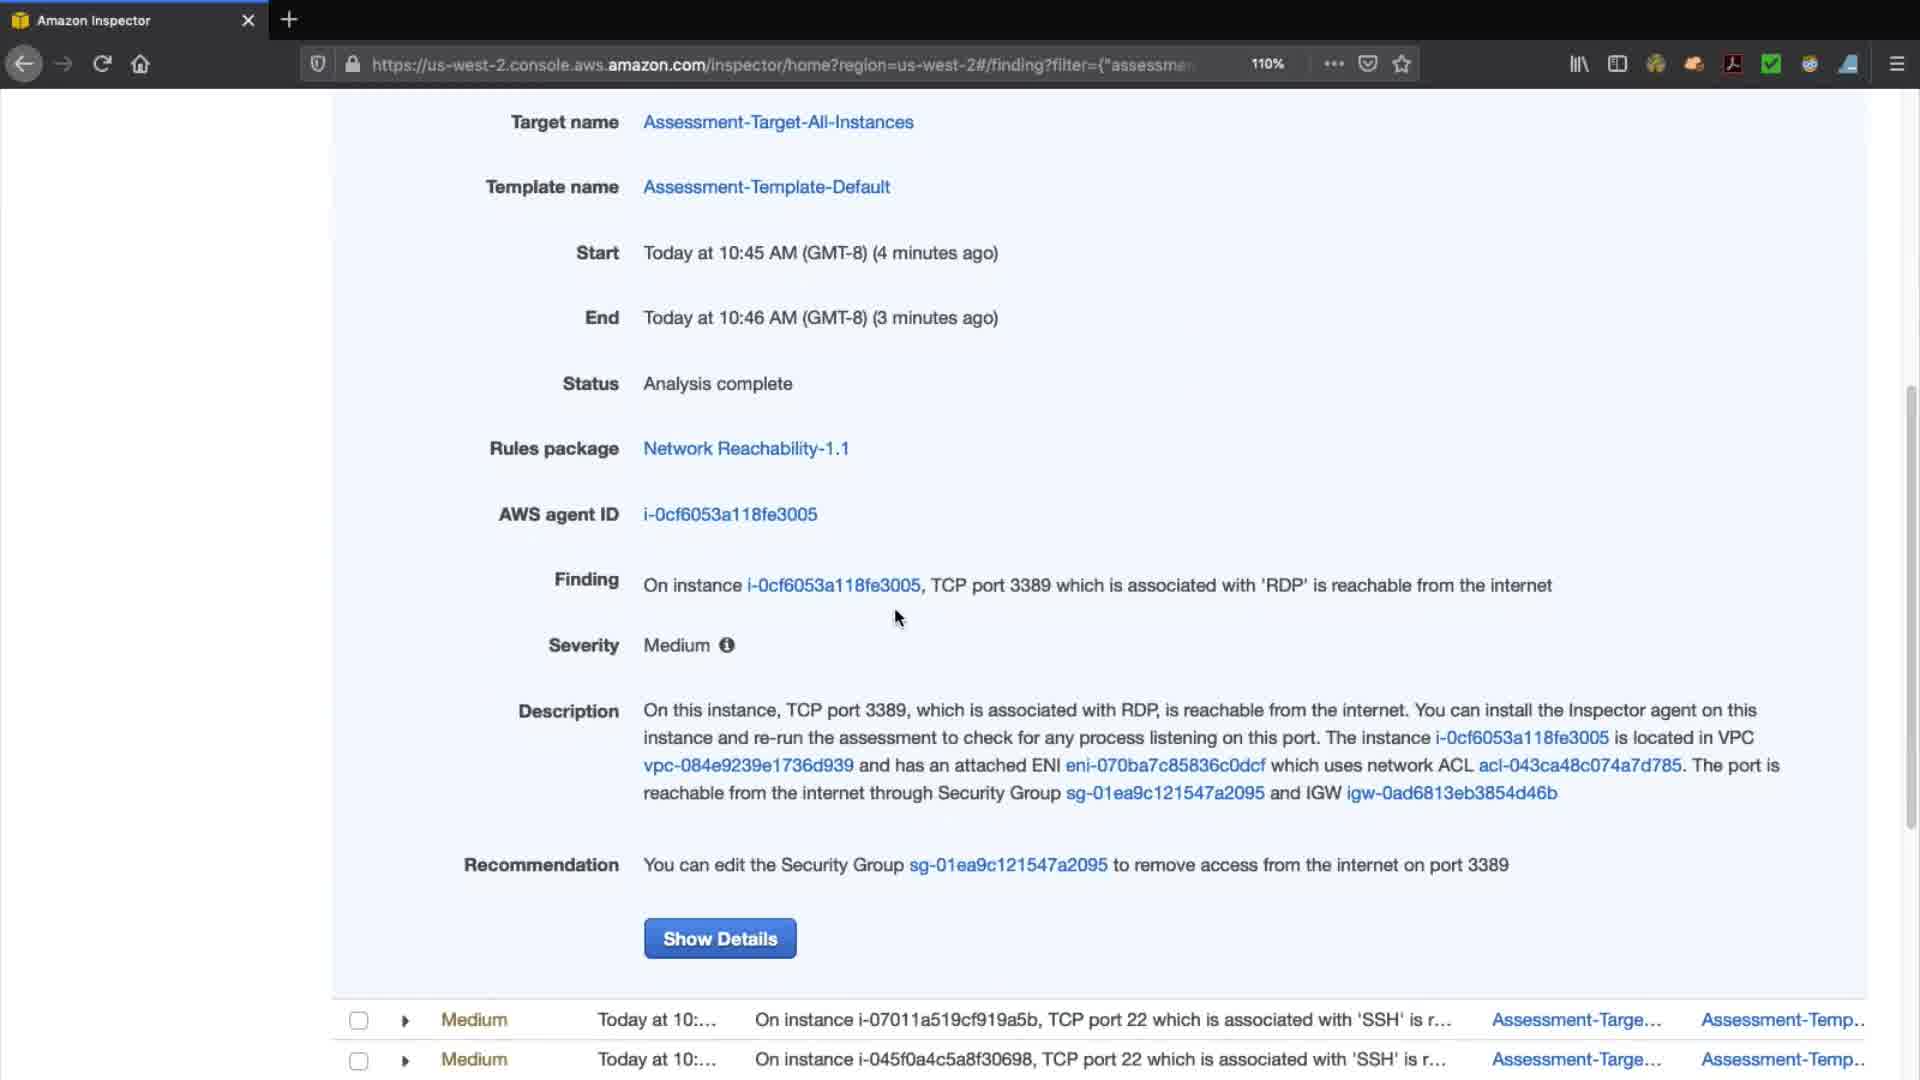 Amazon Inspector
https://us-west-2.console.aws.amazon.com/inspector/home?region=us-west-2#/finding?filter={"assessme
110%
Target name Assessment-Target-All-Instances
Template name Assessment-Template-Default
Start Today at 10:45 AM (GMT-8) (4 minutes ago)
End Today at 10:46 AM (GMT-8) (3 minutes ago)
Status Analysis complete
Rules package Network Reachability-1.1
AWS agent ID i-0cf6053a118fe3005
Finding On instance i-0cf6053a118fe3005, TCP port 3389 which is associated with 'RDP' is reachable from the internet
Severity Medium
Description On this instance, TCP port 3389, which is associated with RDP, is reachable from the internet. You can install the Inspector agent on this
instance and re-run the assessment to check for any process listening on this port. The instance i-0cf6053a118fe3005 is located in VPC
vpc-084e9239e1736d939 and has an attached ENI eni-070ba7c85836c0dcf which uses network ACL acl-043ca48c074a7d785. The port is
reachable from the internet through Security Group sg-01ea9c121547a2095 and IGW igw-0ad6813eb3854d46b
Recommendation You can edit the Security Group sg-01ea9c121547a2095 to remove access from the internet on port 3389
Show Details
Medium Today at 10:... On instance i-07011a519cf919a5b, TCP port 22 which is associated with 'SSH' is r... Assessment-Targe... Assessment-Temp..
Medium Today at 10:... On instance i-045f0a4c5a8f30698, TCP port 22 which is associated with 'SSH' is r... Assessment-Targe... Assessment-Temp..